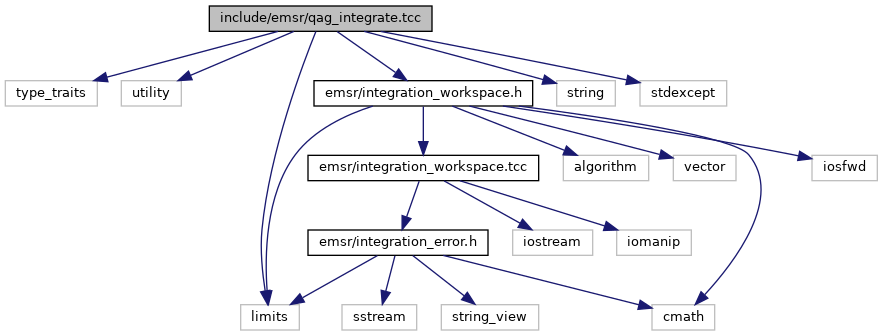 include/emsr/qag_integrate.tcc
type_traits
utility
emsr/integration_workspace.h
string
stdexcept
emsr/integration_workspace.tcc
algorithm
vector
iosfwd
emsr/integration_error.h
iostream
iomanip
limits
sstream
string_view
cmath